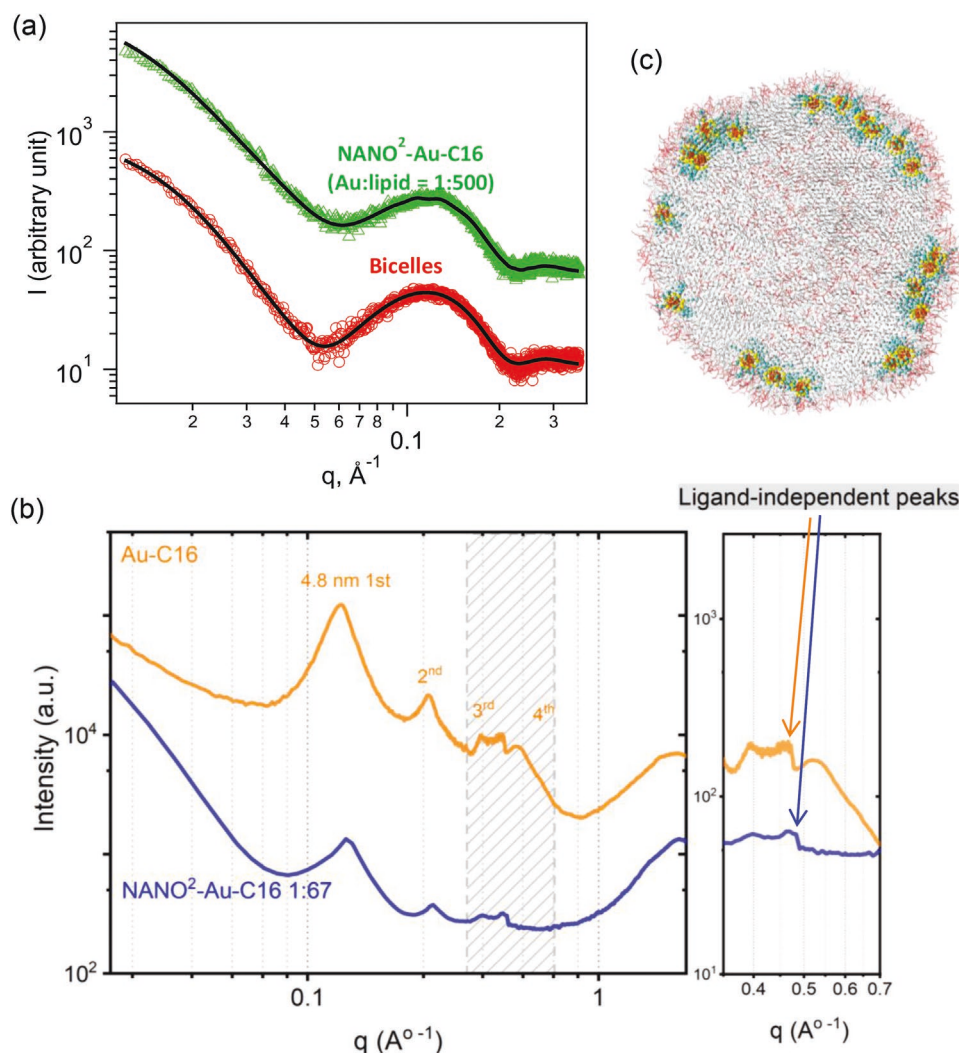 (a)
I (arbitrary unit)
10³
10²
10¹
NANO²-Au-C16
(Au:lipid = 1:500)
Bicelles
2 3 4 5 6 7 8 0.1 2 3
q, Å⁻¹
(c)
(b)
Ligand-independent peaks
Au-C16
4.8 nm 1st
2ⁿᵈ
3ʳᵈ
4ᵗʰ
Intensity (a.u.)
10⁴
10²
NANO²-Au-C16 1:67
0.1 1
q (A° ⁻¹)
10³
10²
10¹
0.4 0.5 0.6 0.7
q (A° ⁻¹)